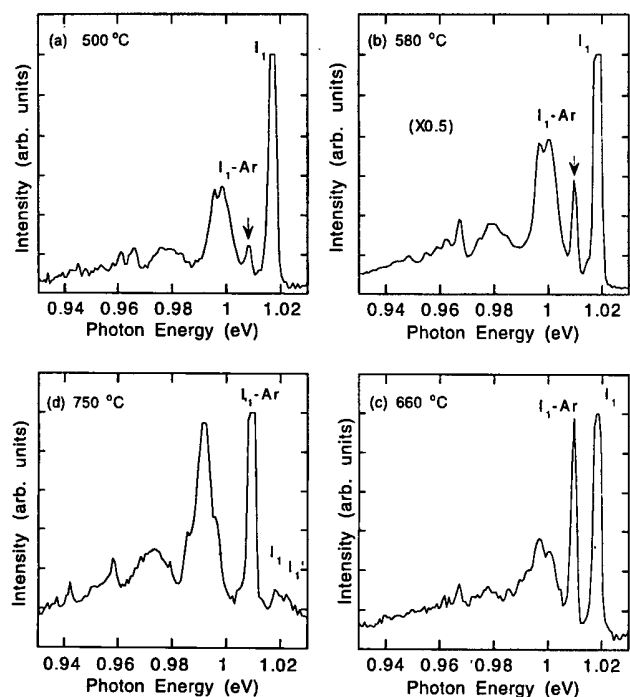 (a) 500 °C
I₁
I₁-Ar
Intensity (arb. units)
0.94 0.96 0.98 1 1.02
Photon Energy (eV)
(b) 580 °C
I₁
I₁-Ar
(X0.5)
Intensity (arb. units)
0.94 0.96 0.98 1 1.02
Photon Energy (eV)
(d) 750 °C
I₁-Ar
I₁ I₁'
Intensity (arb. units)
0.94 0.96 0.98 1 1.02
Photon Energy (eV)
(c) 660 °C
I₁-Ar I₁
Intensity (arb. units)
0.94 0.96 0.98 1 1.02
Photon Energy (eV)